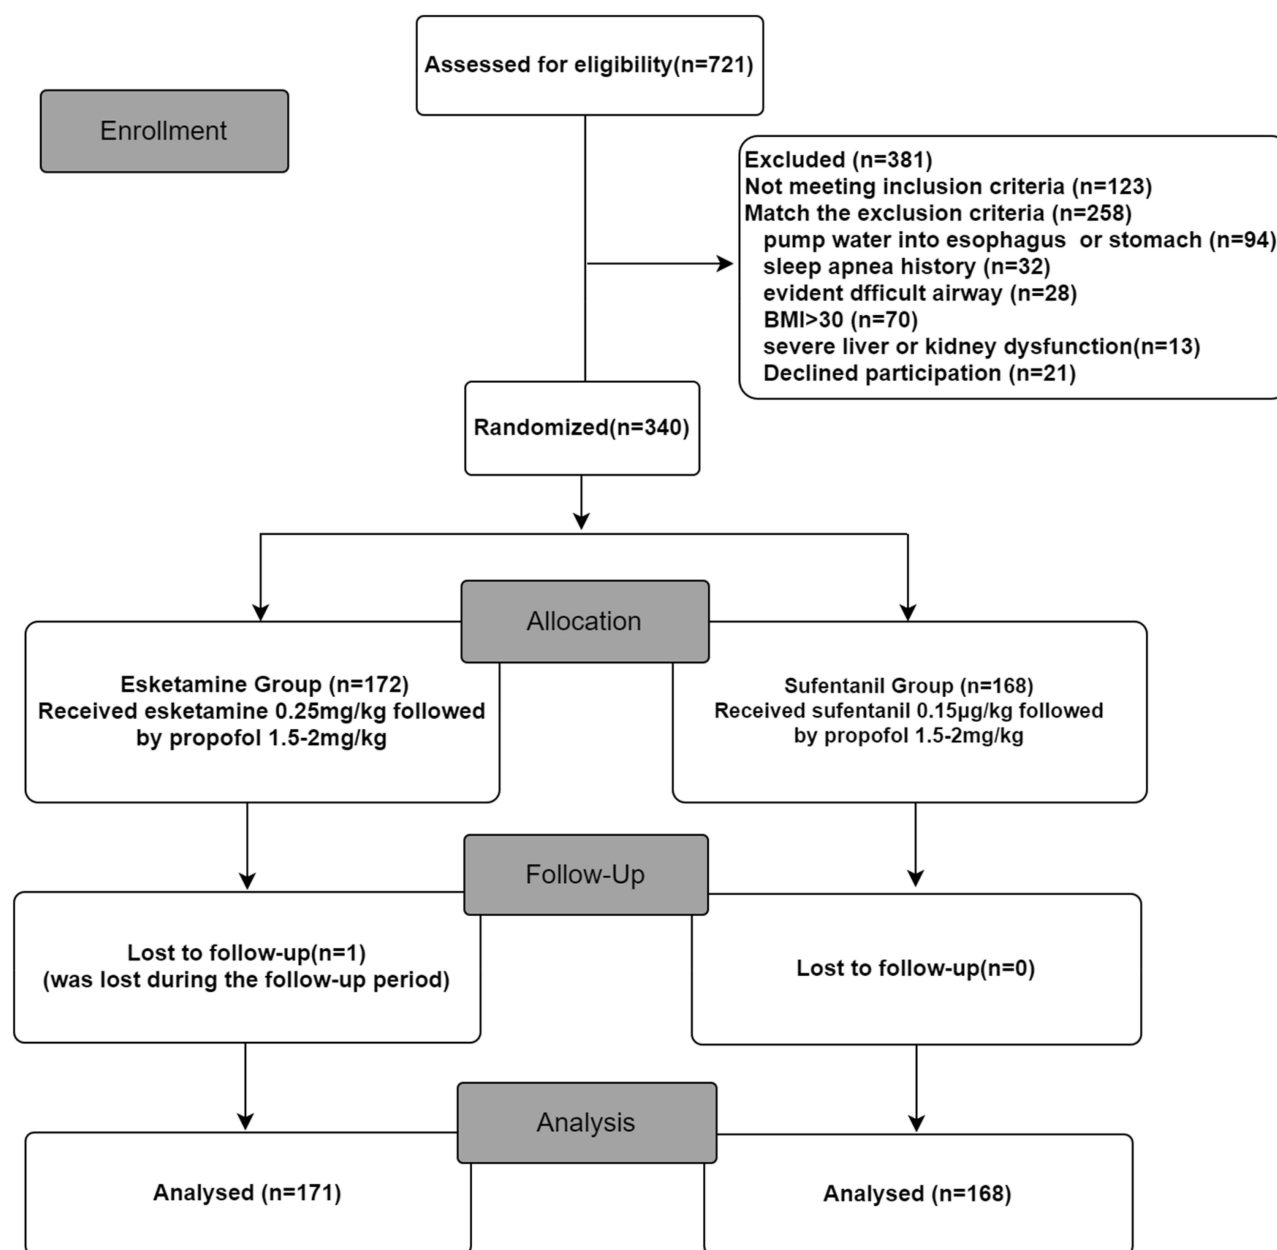 Assessed for eligibility(n=721)
Enrollment
Excluded (n=381)
Not meeting inclusion criteria (n=123)
Match the exclusion criteria (n=258)
pump water into esophagus or stomach (n=94)
sleep apnea history (n=32)
evident dfficult airway (n=28)
BMI>30 (n=70)
severe liver or kidney dysfunction(n=13)
Declined participation (n=21)
Randomized(n=340)
Allocation
Esketamine Group (n=172)
Received esketamine 0.25mg/kg followed
by propofol 1.5-2mg/kg
Sufentanil Group (n=168)
Received sufentanil 0.15μg/kg followed
by propofol 1.5-2mg/kg
Follow-Up
Lost to follow-up(n=1)
(was lost during the follow-up period)
Lost to follow-up(n=0)
Analysis
Analysed (n=171)
Analysed (n=168)